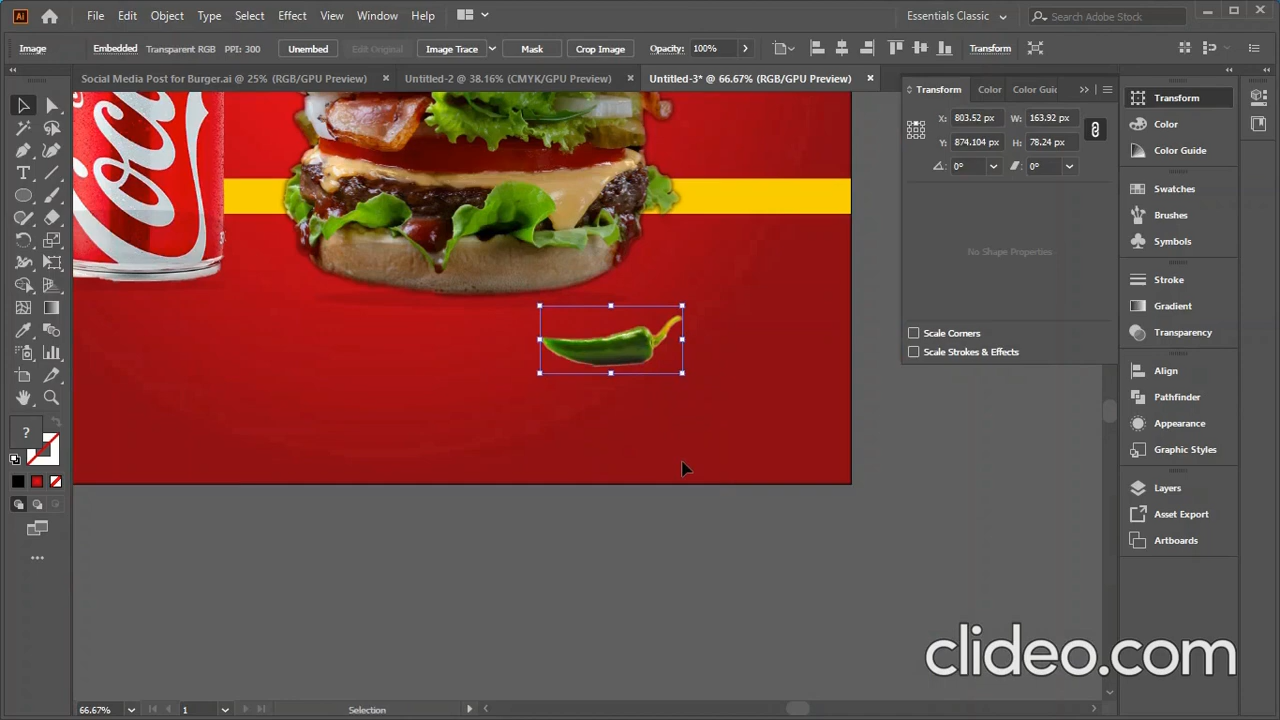 Ai File Edit Object Type Select Effect View Window Help Essentials Classic Search Adobe Stock
Image Embedded Transparent RGB PPI: 300 Unembed Edit Original Image Trace Mask Crop Image Opacity: 100% Transform
Social Media Post for Burger.ai @ 25% (RGB/GPU Preview) × Untitled-2 @ 38.16% (CMYK/GPU Preview) × Untitled-3* @ 66.67% (RGB/GPU Preview) ×
Transform Color Color Guid
X: 803.52 px W: 163.92 px
Y: 874.104 px H: 78.24 px
0° 0°
No Shape Properties
Scale Corners
Scale Strokes & Effects
Transform
Color
Color Guide
Swatches
Brushes
Symbols
Stroke
Gradient
Transparency
Align
Pathfinder
Appearance
Graphic Styles
Layers
Asset Export
Artboards
Coca
?
clideo.com
66.67% 1 Selection